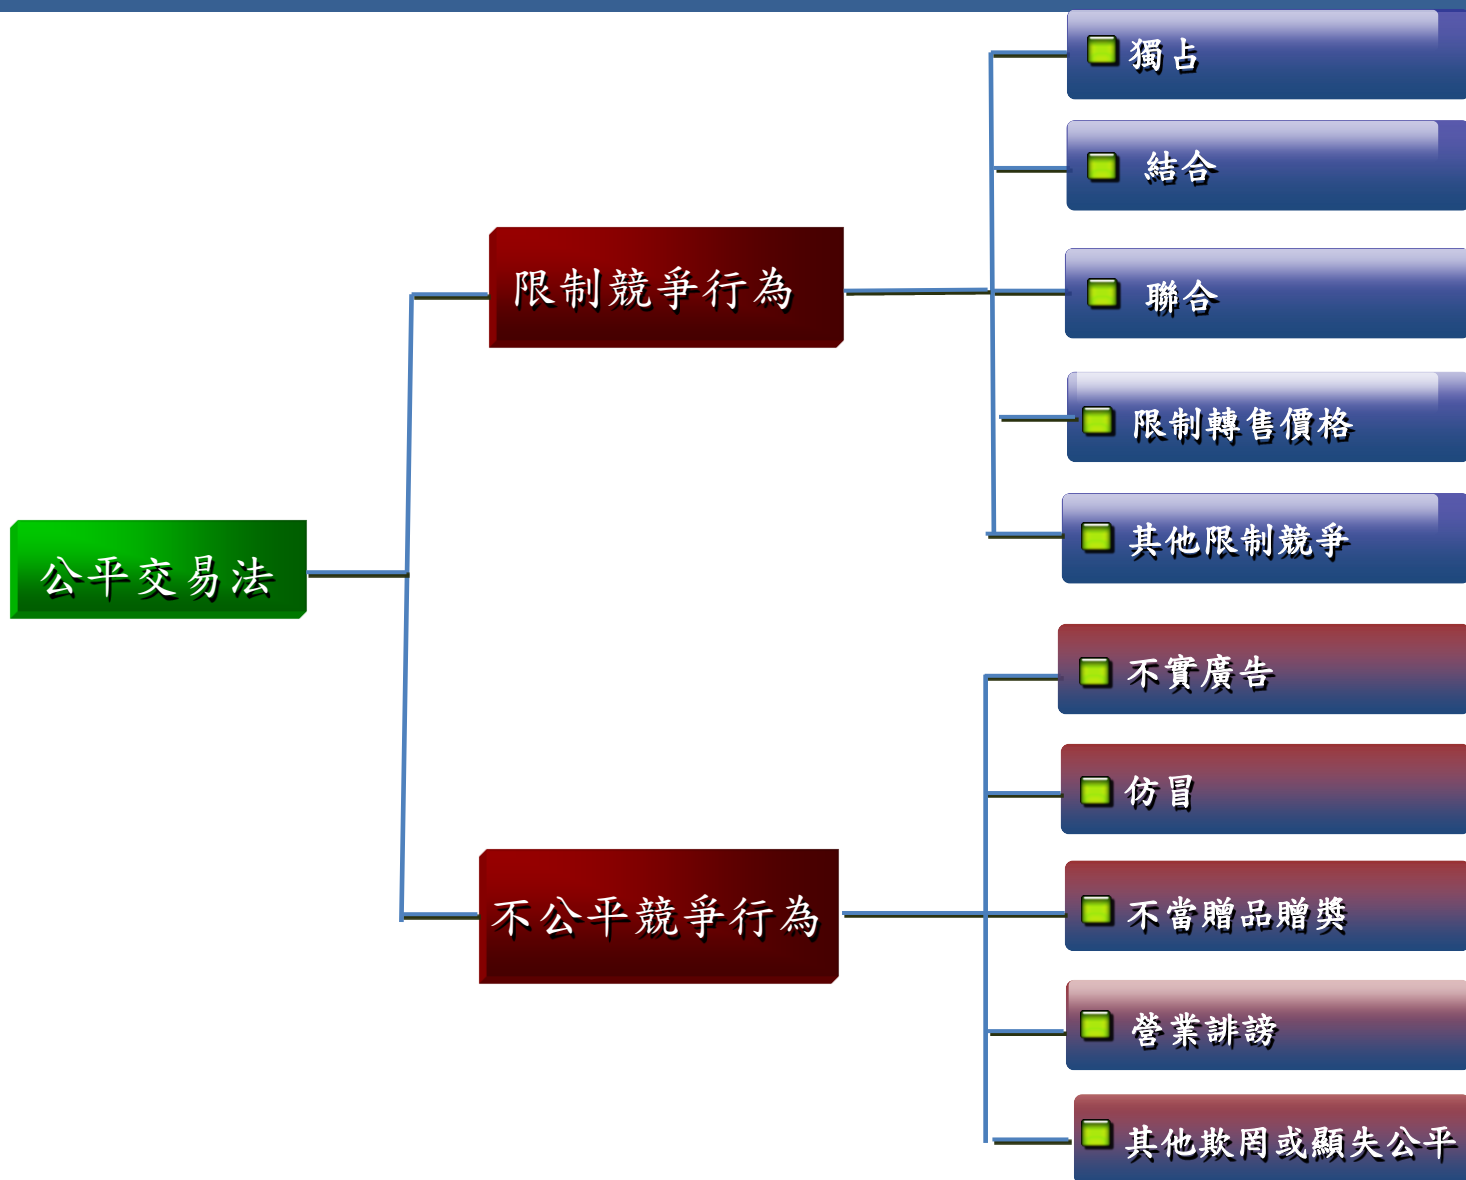 公平交易法
限制競爭行為
獨占
結合
聯合
限制轉售價格
其他限制競爭
不公平競爭行為
不實廣告
仿冒
不當贈品贈獎
營業誹謗
其他欺罔或顯失公平